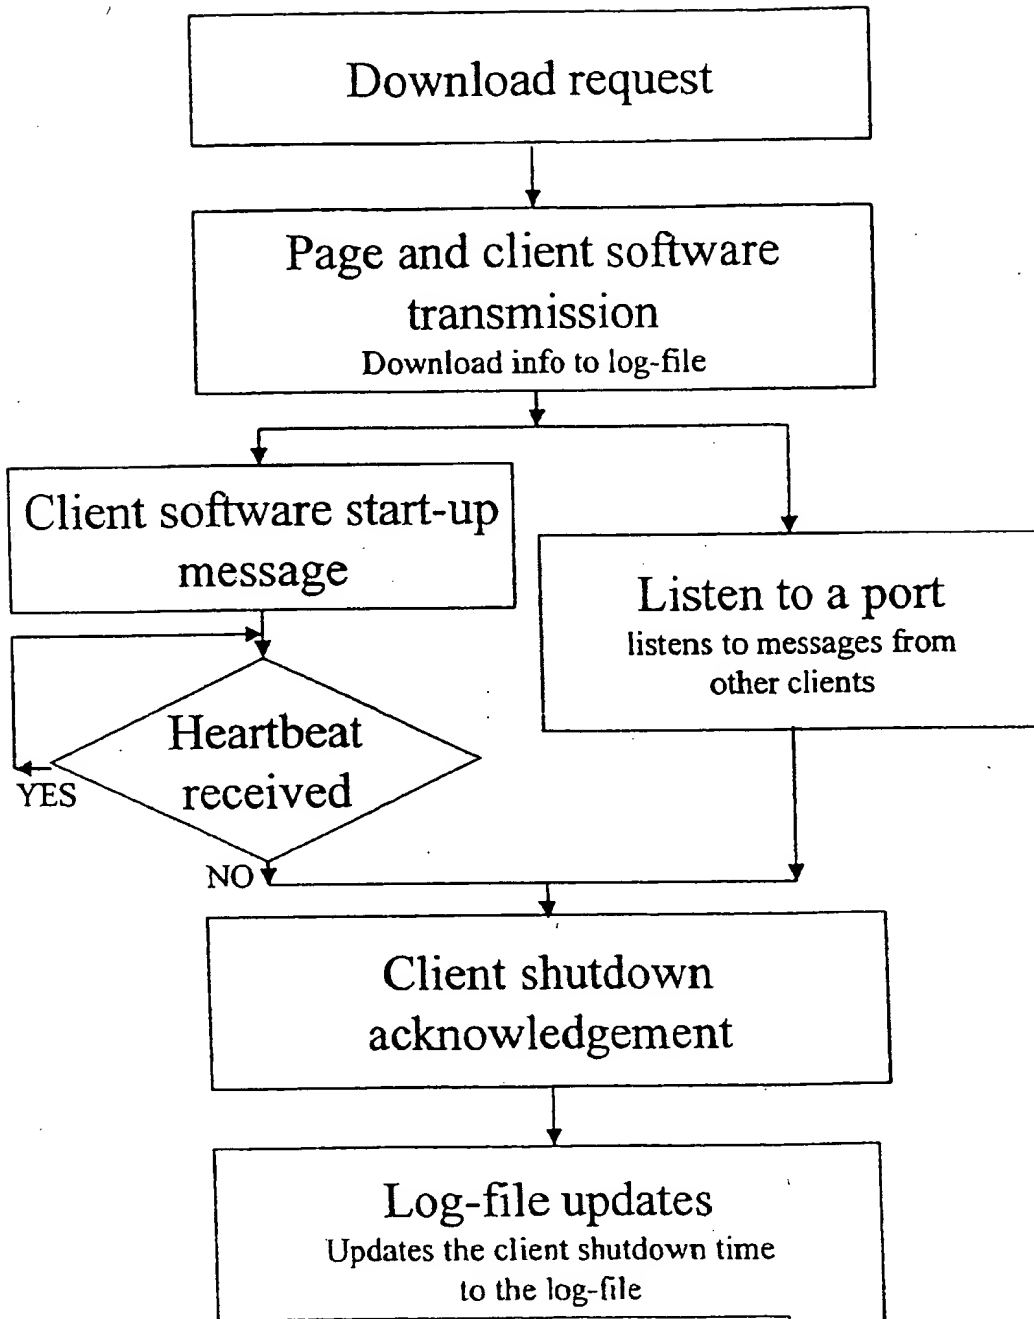 Download request
Page and client software
transmission
Download info to log-file
Client software start-up
message
Listen to a port
listens to messages from
other clients
Heartbeat
received
YES
NO
Client shutdown
acknowledgement
Log-file updates
Updates the client shutdown time
to the log-file